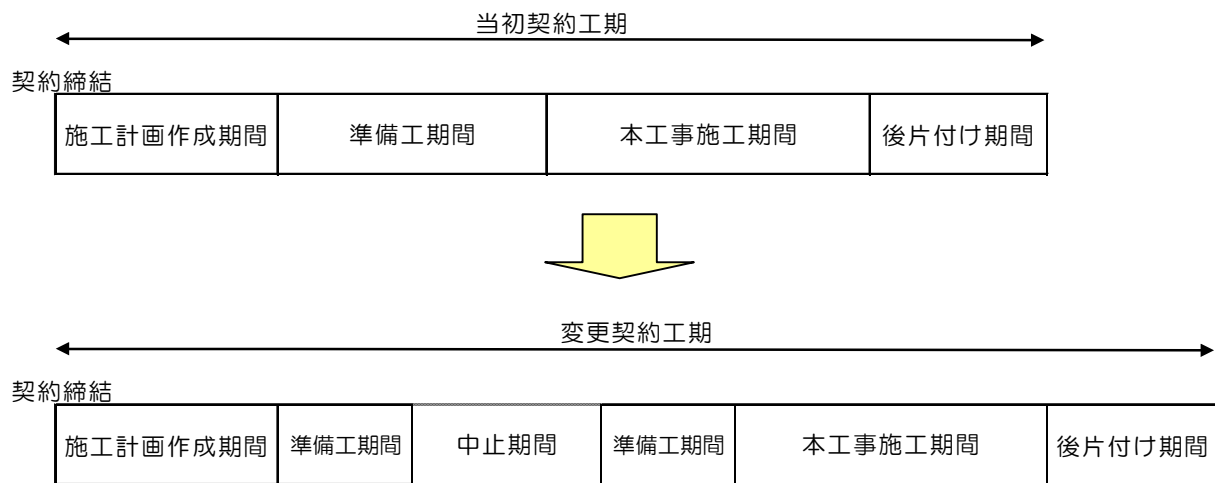 当初契約工期
契約締結
施工計画作成期間 準備工期間 本工事施工期間 後片付け期間
変更契約工期
契約締結
施工計画作成期間 準備工期間 中止期間 準備工期間 本工事施工期間 後片付け期間